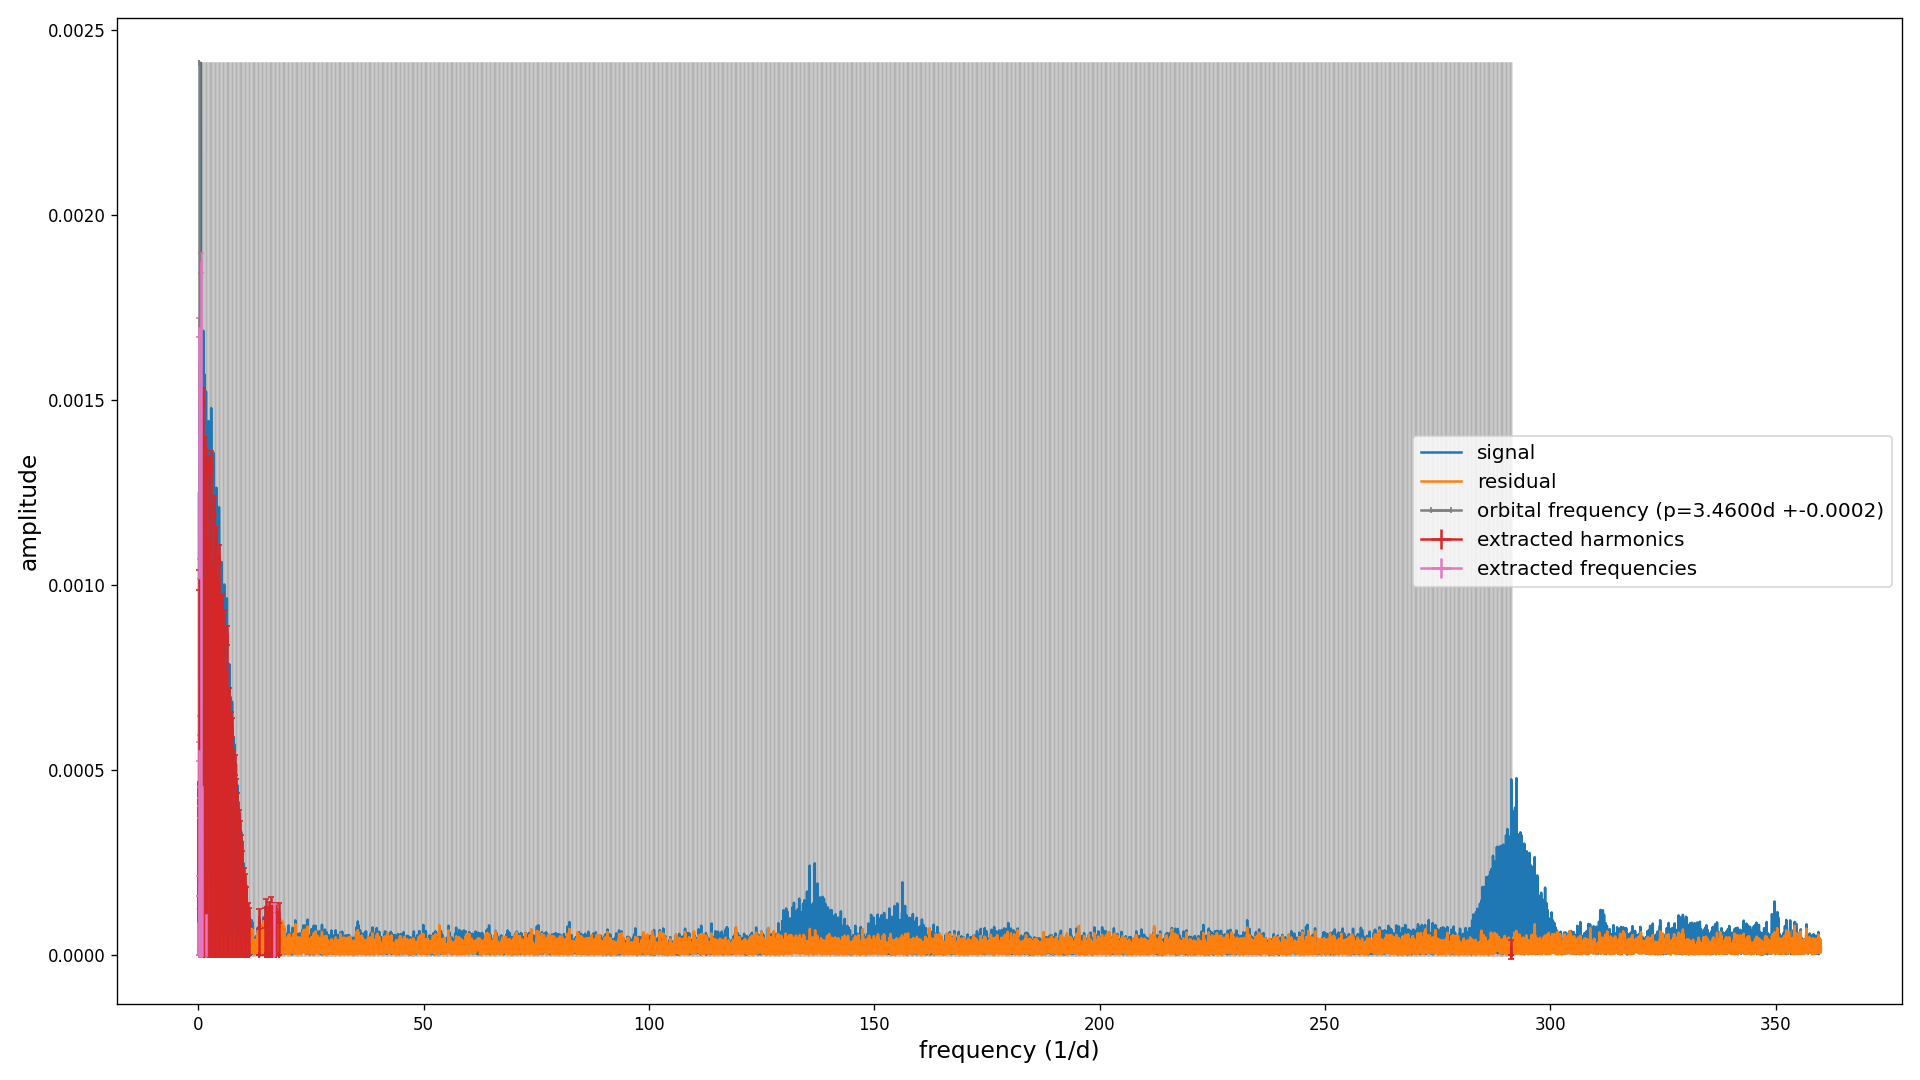 0.0025
0.0020
0.0015
0.0010
0.0005
0.0000
amplitude
signal
residual
orbital frequency (p=3.4600d +-0.0002)
extracted harmonics
extracted frequencies
0 50 100 150 200 250 300 350
frequency (1/d)